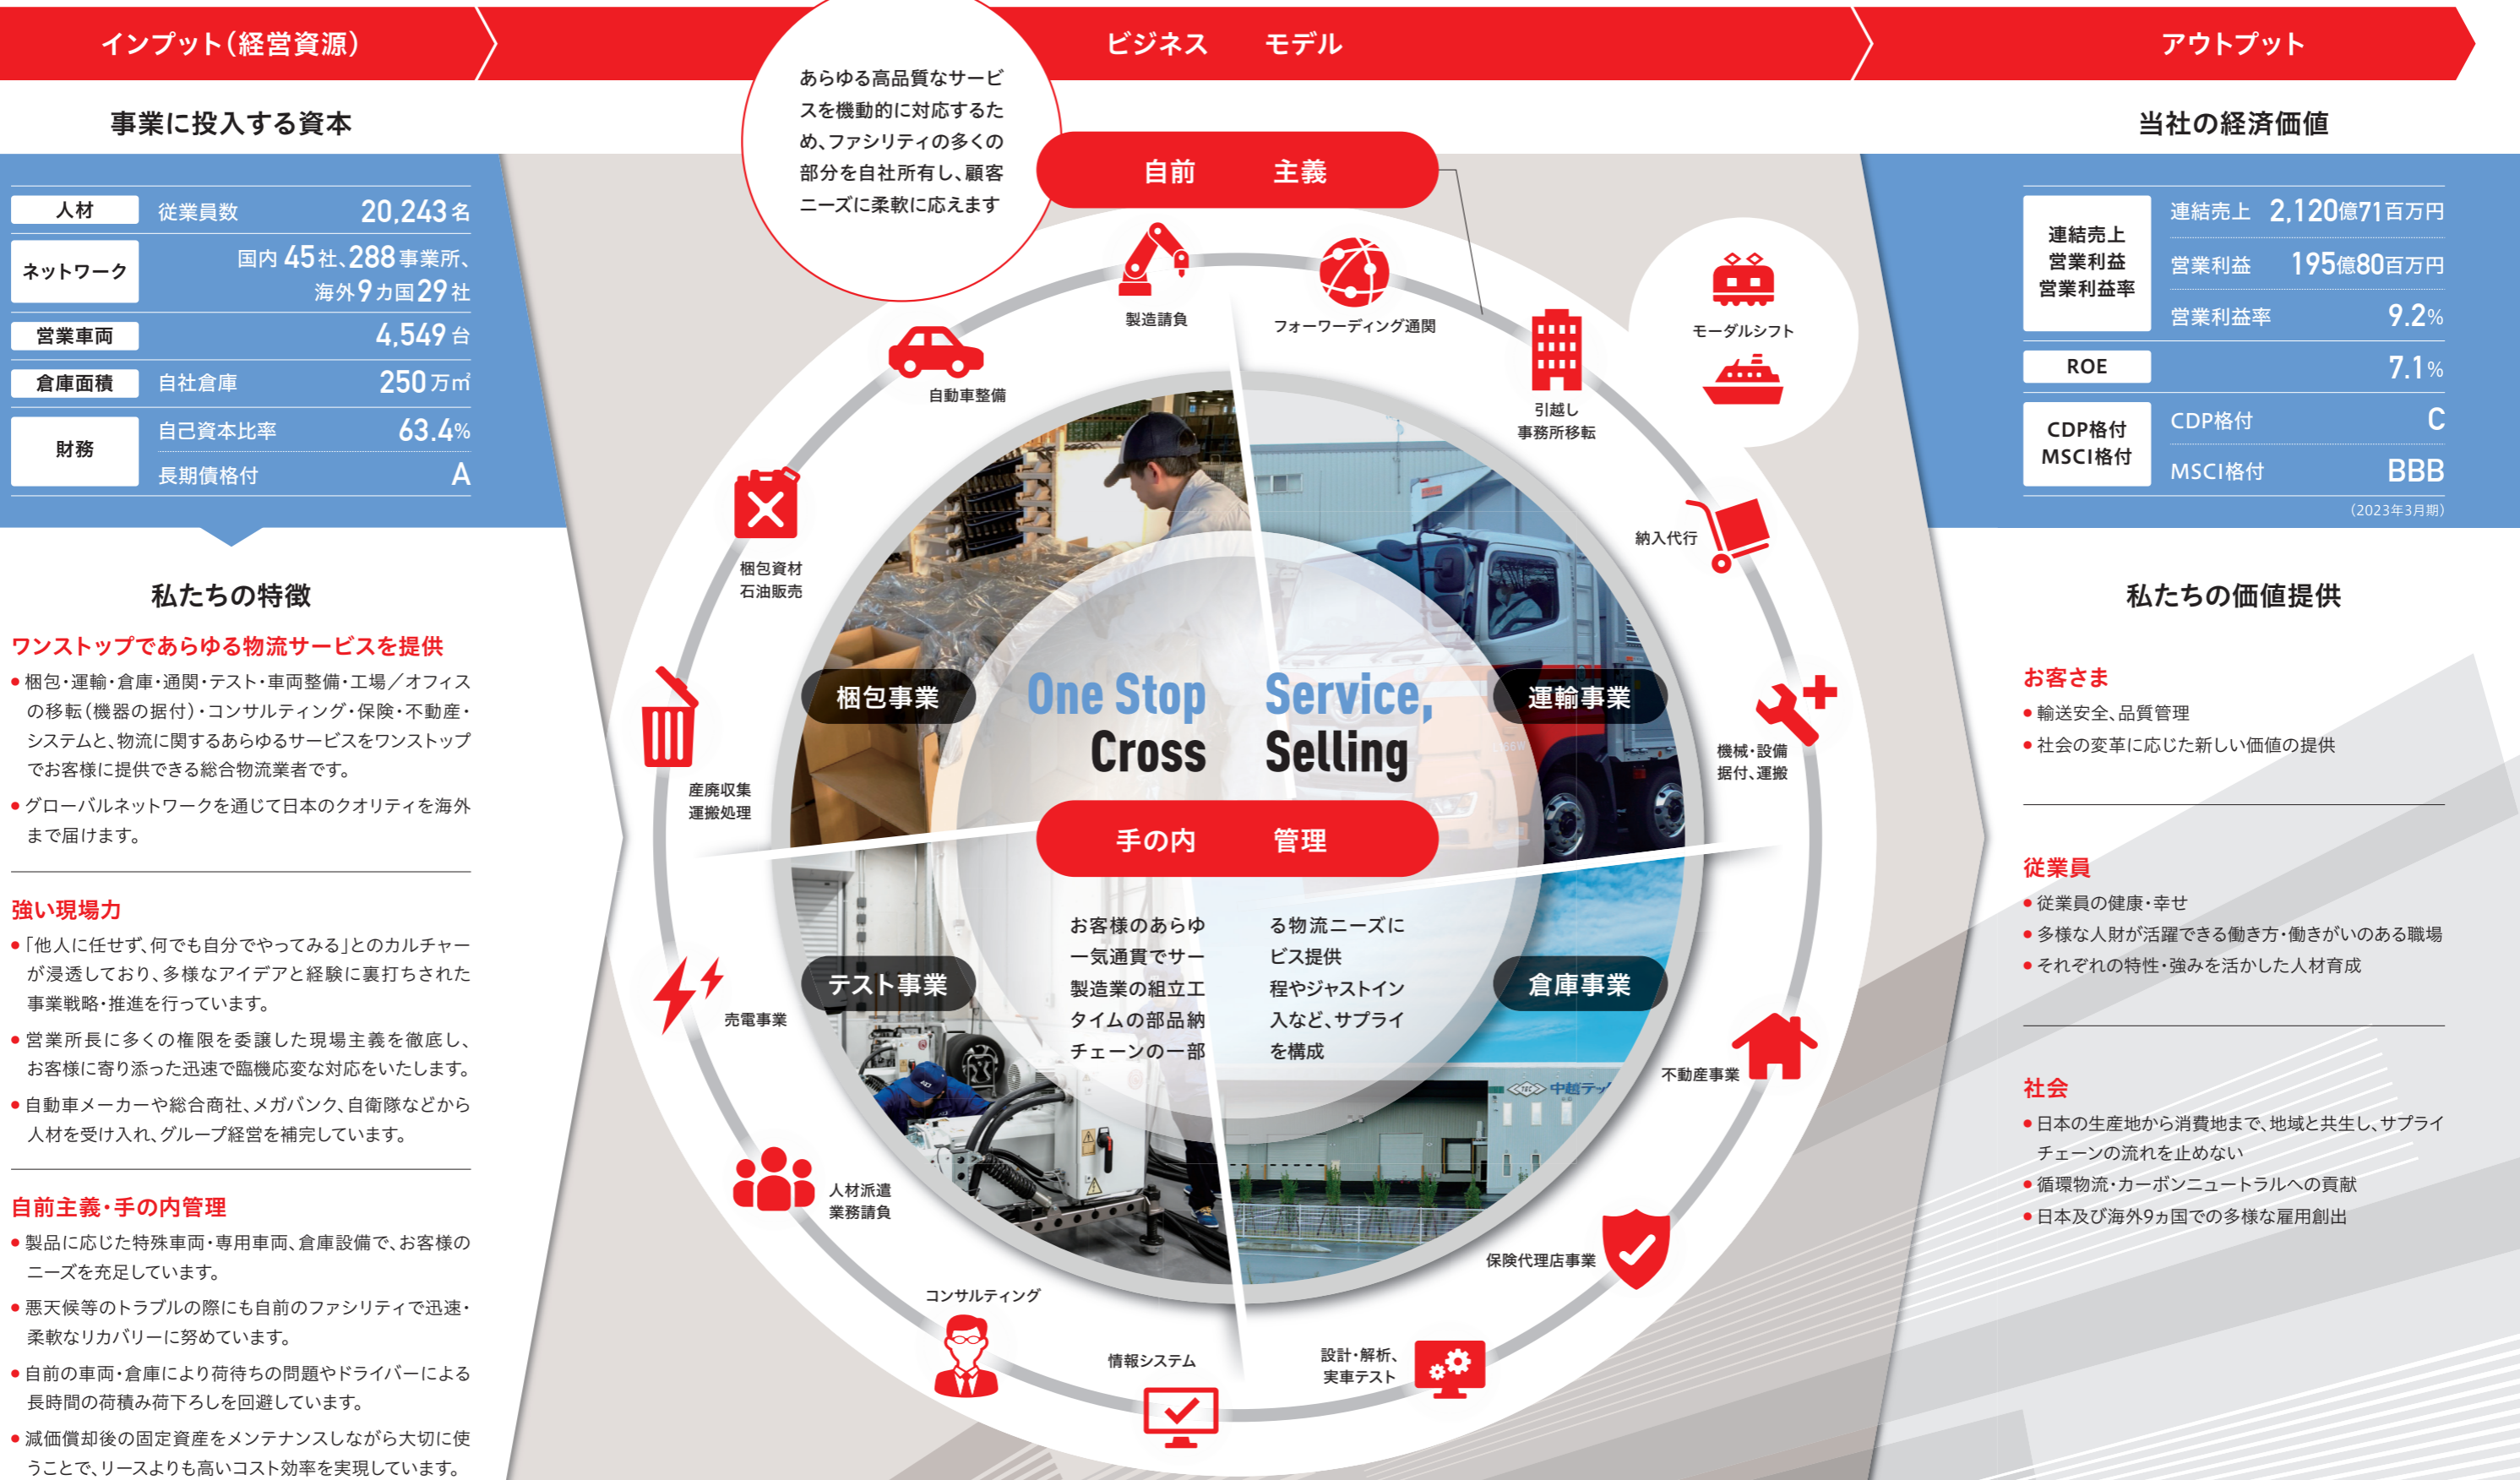 インプット（経営資源）
ビジネス　モデル
アウトプット
事業に投入する資本
人材 従業員数 20,243名
ネットワーク 国内45社、288事業所、
海外9カ国29社
営業車両 4,549台
倉庫面積 自社倉庫 250万㎡
財務 自己資本比率 63.4%
長期債格付 A
私たちの特徴
ワンストップであらゆる物流サービスを提供
●梱包・運輸・倉庫・通関・テスト・車両整備・工場／オフィス
の移転（機器の据付）・コンサルティング・保険・不動産・
システムと、物流に関するあらゆるサービスをワンストップ
でお客様に提供できる総合物流業者です。
●グローバルネットワークを通じて日本のクオリティを海外
まで届けます。
強い現場力
●「他人に任せず、何でも自分でやってみる」とのカルチャー
が浸透しており、多様なアイデアと経験に裏打ちされた
事業戦略・推進を行っています。
●営業所長に多くの権限を委譲した現場主義を徹底し、
お客様に寄り添った迅速で臨機応変な対応をいたします。
●自動車メーカーや総合商社、メガバンク、自衛隊などから
人材を受け入れ、グループ経営を補完しています。
自前主義・手の内管理
●製品に応じた特殊車両・専用車両、倉庫設備で、お客様の
ニーズを充足しています。
●悪天候等のトラブルの際にも自前のファシリティで迅速・
柔軟なリカバリーに努めています。
●自前の車両・倉庫により荷待ちの問題やドライバーによる
長時間の荷積み荷下ろしを回避しています。
●減価償却後の固定資産をメンテナンスしながら大切に使
うことで、リースよりも高いコスト効率を実現しています。
あらゆる高品質なサービ
スを機動的に対応するた
め、ファシリティの多くの
部分を自社所有し、顧客
ニーズに柔軟に応えます
自前　主義
製造請負
フォーワーディング通関
引越し
事務所移転
モーダルシフト
納入代行
機械・設備
据付、運搬
不動産事業
保険代理店事業
設計・解析、
実車テスト
情報システム
コンサルティング
人材派遣
業務請負
売電事業
産廃収集
運搬処理
梱包資材
石油販売
自動車整備
梱包事業
運輸事業
テスト事業
倉庫事業
One Stop Service,
Cross Selling
手の内　管理
お客様のあらゆ　る物流ニーズに
一気通貫でサー　ビス提供
製造業の組立工　程やジャストイン
タイムの部品納　入など、サプライ
チェーンの一部　を構成
TEC 中越テッ
当社の経済価値
連結売上
営業利益
営業利益率
連結売上 2,120億71百万円
営業利益 195億80百万円
営業利益率 9.2%
ROE 7.1%
CDP格付
MSCI格付
CDP格付 C
MSCI格付 BBB
（2023年3月期）
私たちの価値提供
お客さま
●輸送安全、品質管理
●社会の変革に応じた新しい価値の提供
従業員
●従業員の健康・幸せ
●多様な人財が活躍できる働き方・働きがいのある職場
●それぞれの特性・強みを活かした人材育成
社会
●日本の生産地から消費地まで、地域と共生し、サプライ
チェーンの流れを止めない
●循環物流・カーボンニュートラルへの貢献
●日本及び海外9ヵ国での多様な雇用創出